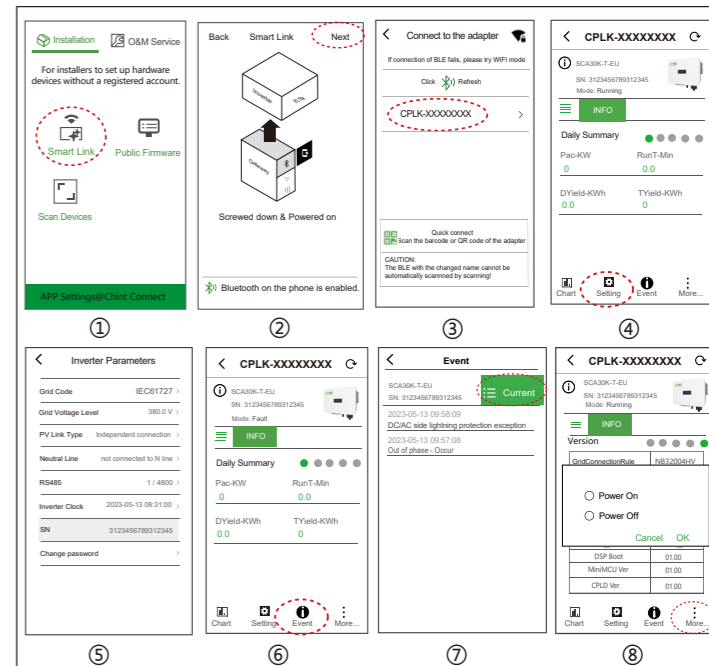 Installation
O&M Service
For installers to set up hardware
devices without a registered account.
Smart Link
Public Firmware
Scan Devices
APP Settings@Chint Connect
①
Back Smart Link Next
Inverter
Gateway
Screwed down & Powered on
Bluetooth on the phone is enabled.
②
Connect to the adapter
If connection of BLE fails, please try WIFI mode
Click Refresh
CPLK-XXXXXXXX
Quick connect
Scan the barcode or QR code of the adapter
CAUTION:
The BLE with the changed name cannot be
automatically scannned by scanning!
③
CPLK-XXXXXXXX
SCA30K-T-EU
SN: 3123456789312345
Mode: Running
INFO
Daily Summary
Pac-KW RunT-Min
0 0.0
DYield-KWh TYield-KWh
0.0 0
Chart Setting Event More...
④
Inverter Parameters
Grid Code IEC61727
Grid Voltage Level 380.0 V
PV Link Type Independent connection
Neutral Line not connected to N line
RS485 1 / 4800
Inverter Clock 2023-05-13 09:31:00
SN 3123456789312345
Change password
⑤
CPLK-XXXXXXXX
SCA30K-T-EU
SN: 3123456789312345
Mode: Fault
INFO
Daily Summary
Pac-KW RunT-Min
0 0.0
DYield-KWh TYield-KWh
0.0 0
Chart Setting Event More...
⑥
Event
SCA30K-T-EU
SN: 3123456789312345
Current
2023-05-13 09:58:09
DC/AC side lightning protection exception
2023-05-13 09:57:08
Out of phase - Occur
⑦
CPLK-XXXXXXXX
SCA30K-T-EU
SN: 3123456789312345
Mode: Running
INFO
Version
GridConnectionRule NB32004HV
Power On
Power Off
Cancel OK
DSP Boot 01.00
MiniMCU Ver 01.00
CPLD Ver 01.00
Chart Setting Event More...
⑧